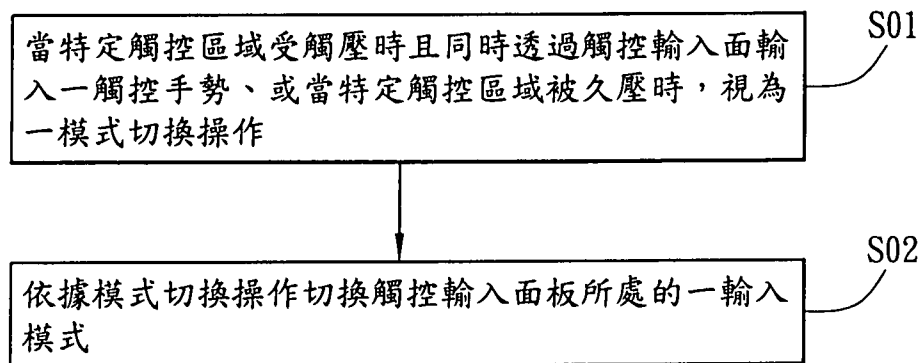 S01
當特定觸控區域受觸壓時且同時透過觸控輸入面輸
入一觸控手勢、或當特定觸控區域被久壓時，視為
一模式切換操作
S02
依據模式切換操作切換觸控輸入面板所處的一輸入
模式